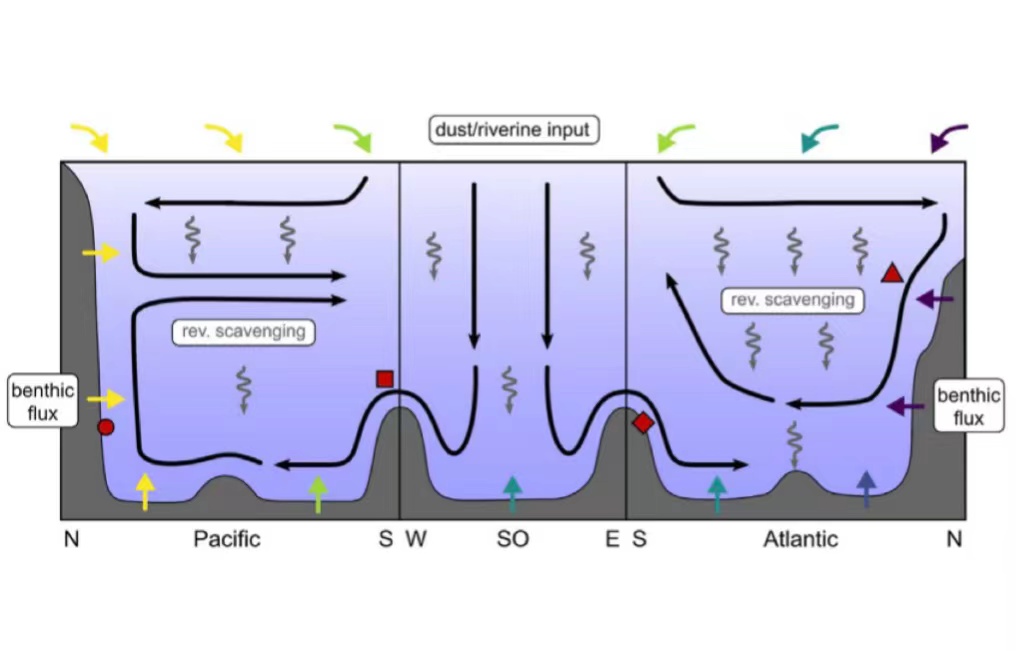 dust/riverine input
rev. scavenging
rev. scavenging
benthic
flux
benthic
flux
N Pacific S W SO E S Atlantic N